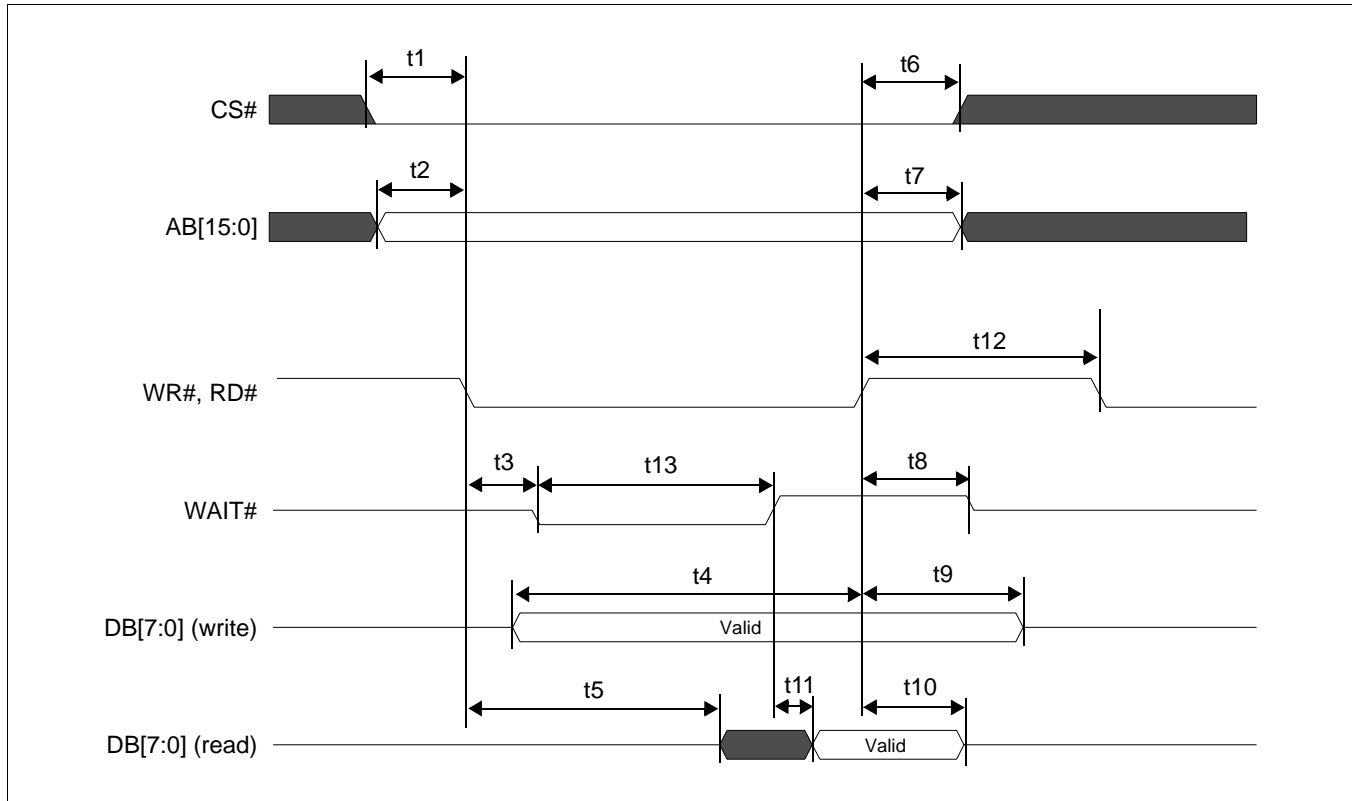 t1
t6
CS#
t2
t7
AB[15:0]
t12
WR#, RD#
t3
t13
t8
WAIT#
t4
t9
DB[7:0] (write)
Valid
t5
t11
t10
DB[7:0] (read)
Valid